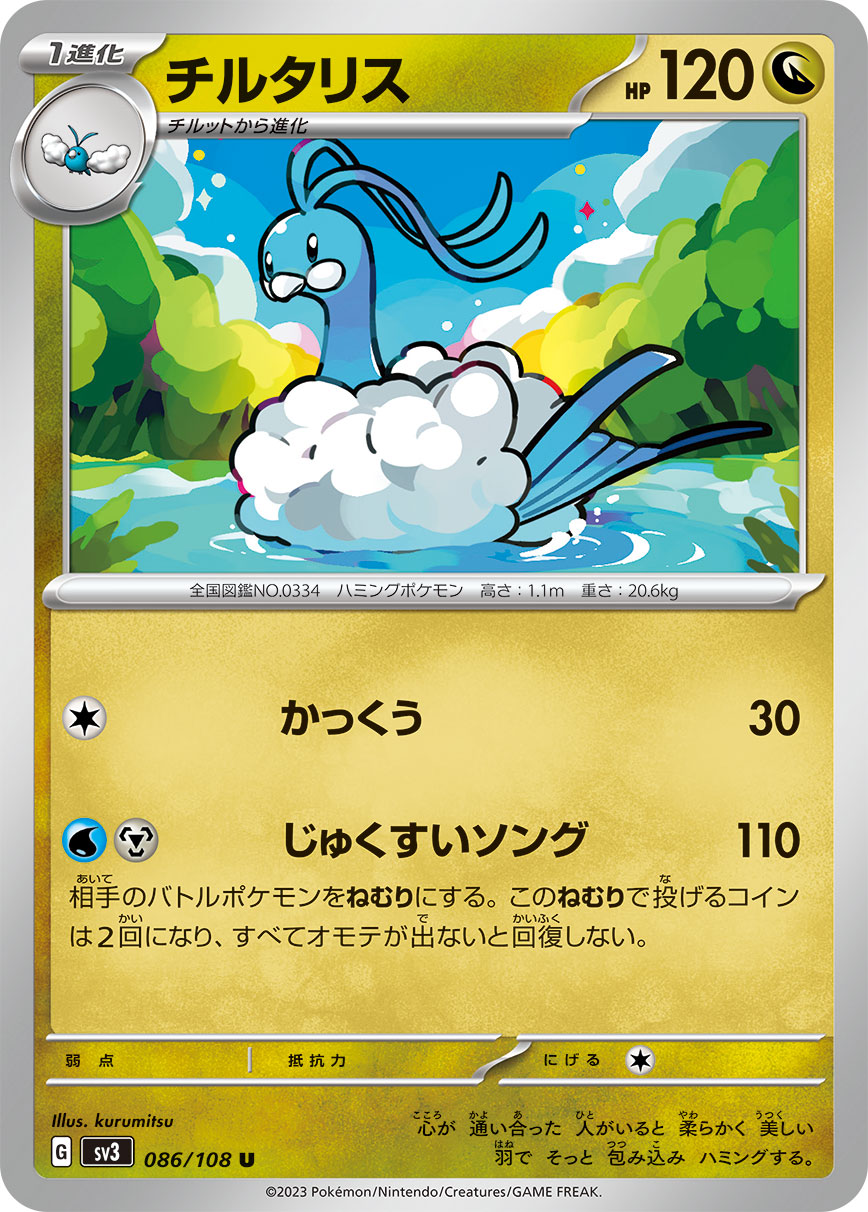 1進化
チルタリス
HP 120
チルットから進化
全国図鑑NO.0334 ハミングポケモン 高さ：1.1m 重さ：20.6kg
かっくう 30
じゅくすいソング 110
相手のバトルポケモンをねむりにする。このねむりで投げるコイン
は2回になり、すべてオモテが出ないと回復しない。
弱点 抵抗力 にげる
Illus. kurumitsu
心が 通い合った 人がいると 柔らかく 美しい
羽で そっと 包み込み ハミングする。
G sv3 086/108 U
©2023 Pokémon/Nintendo/Creatures/GAME FREAK.